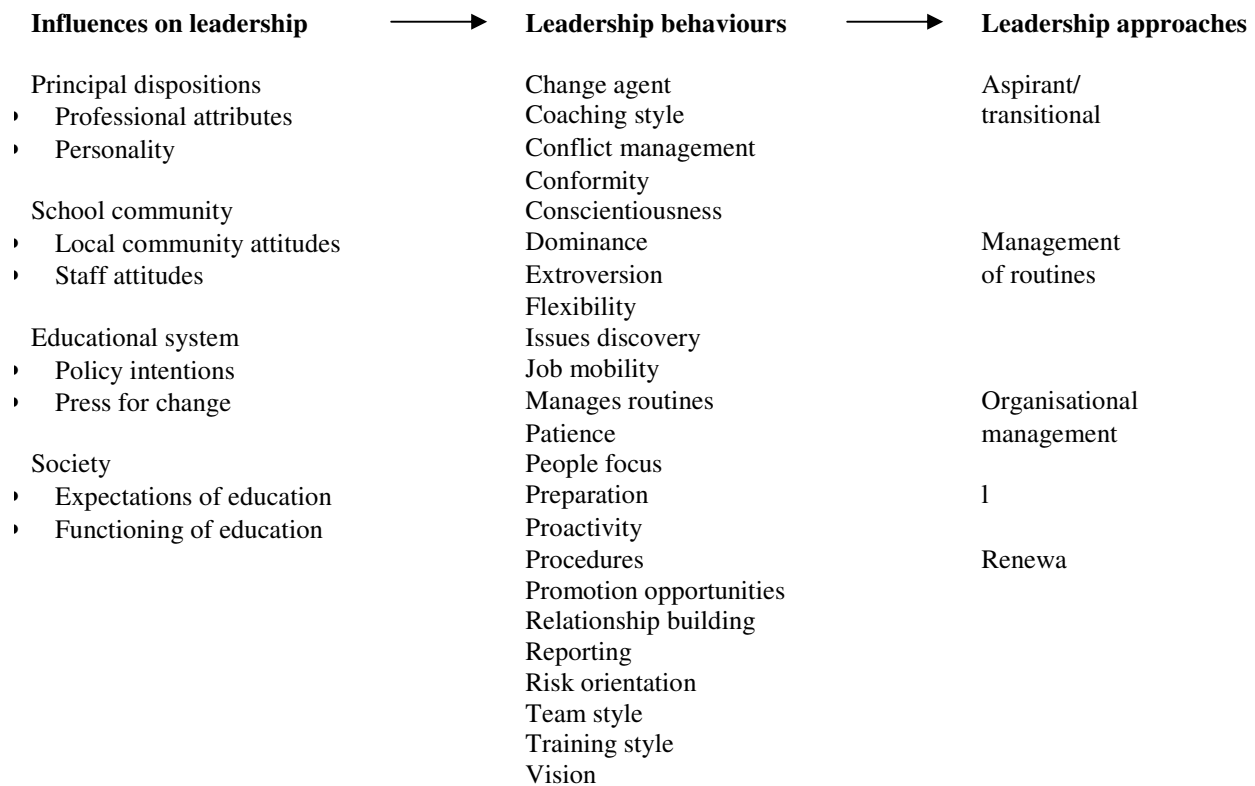 Influences on leadership
Principal dispositions
Professional attributes
Personality
School community
Local community attitudes
Staff attitudes
Educational system
Policy intentions
Press for change
Society
Expectations of education
Functioning of education
Leadership behaviours
Change agent
Coaching style
Conflict management
Conformity
Conscientiousness
Dominance
Extroversion
Flexibility
Issues discovery
Job mobility
Manages routines
Patience
People focus
Preparation
Proactivity
Procedures
Promotion opportunities
Relationship building
Reporting
Risk orientation
Team style
Training style
Vision
Leadership approaches
Aspirant/
transitional
Management
of routines
Organisational
management
l
Renewa